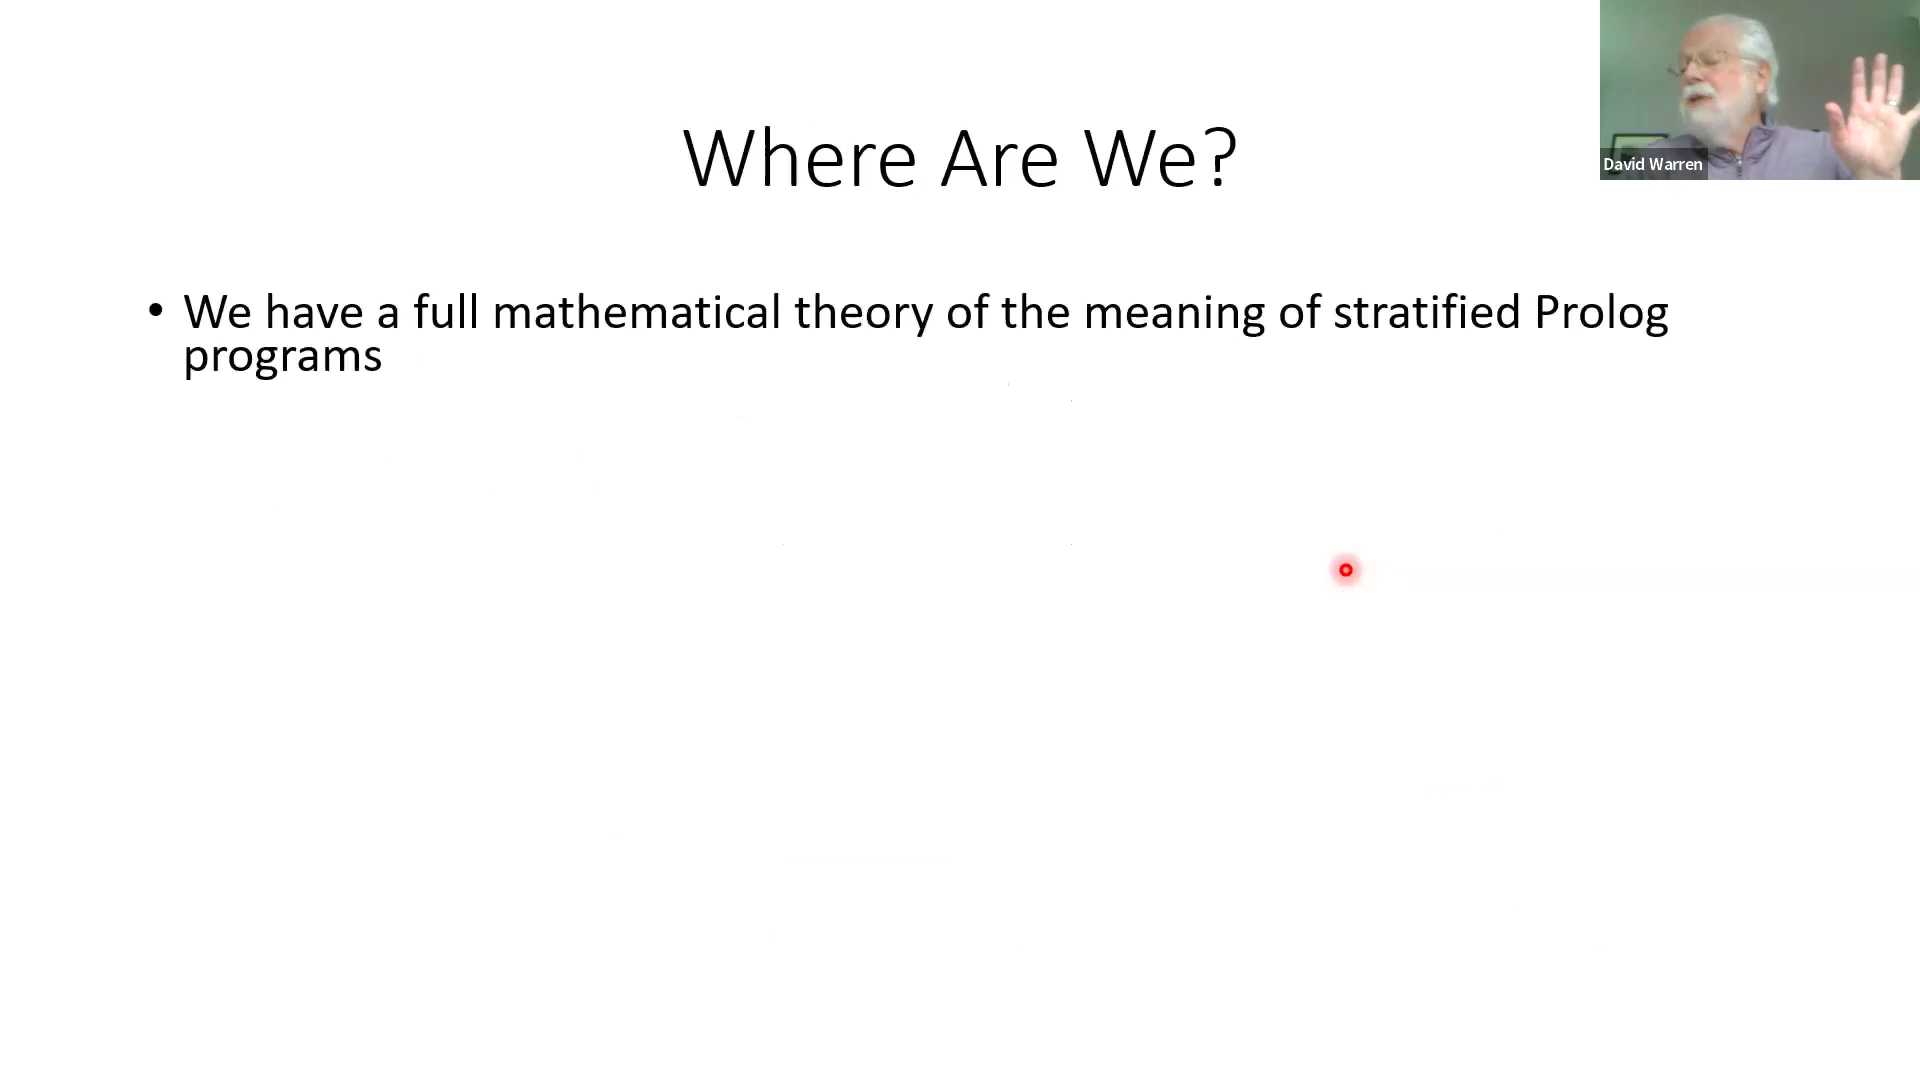 Where Are We?
David Warren
• We have a full mathematical theory of the meaning of stratified Prolog
programs